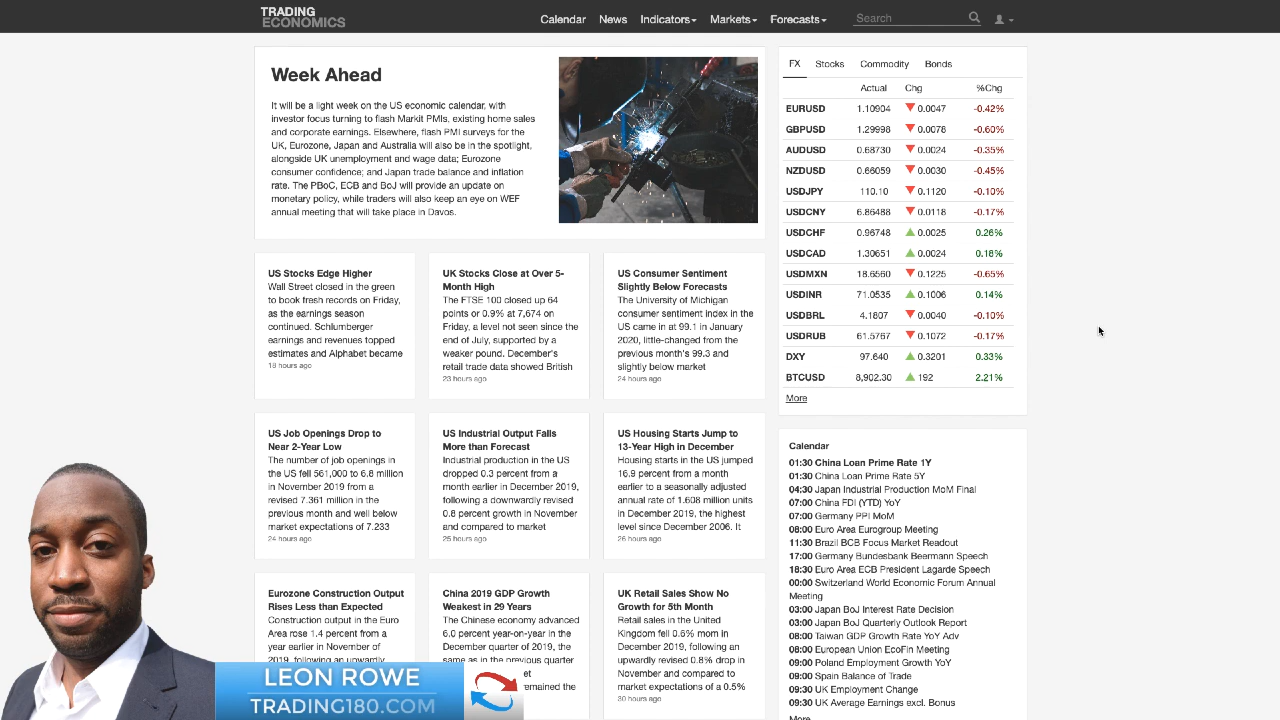 TRADING
ECONOMICS
Calendar News Indicators Markets Forecasts Search
Week Ahead
It will be a light week on the US economic calendar, with
investor focus turning to flash Markit PMIs, existing home sales
and corporate earnings. Elsewhere, flash PMI surveys for the
UK, Eurozone, Japan and Australia will also be in the spotlight,
alongside UK unemployment and wage data; Eurozone
consumer confidence; and Japan trade balance and inflation
rate. The PBoC, ECB and BoJ will provide an update on
monetary policy, while traders will also keep an eye on WEF
annual meeting that will take place in Davos.
US Stocks Edge Higher
Wall Street closed in the green
to book fresh records on Friday,
as the earnings season
continued. Schlumberger
earnings and revenues topped
estimates and Alphabet became
18 hours ago
UK Stocks Close at Over 5-
Month High
The FTSE 100 closed up 64
points or 0.9% at 7,674 on
Friday, a level not seen since the
end of July, supported by a
weaker pound. December's
retail trade data showed British
23 hours ago
US Consumer Sentiment
Slightly Below Forecasts
The University of Michigan
consumer sentiment index in the
US came in at 99.1 in January
2020, little-changed from the
previous month's 99.3 and
slightly below market
24 hours ago
US Job Openings Drop to
Near 2-Year Low
The number of job openings in
the US fell 561,000 to 6.8 million
in November 2019 from a
revised 7.361 million in the
previous month and well below
market expectations of 7.233
24 hours ago
US Industrial Output Falls
More than Forecast
Industrial production in the US
dropped 0.3 percent from a
month earlier in December 2019,
following a downwardly revised
0.8 percent growth in November
and compared to market
25 hours ago
US Housing Starts Jump to
13-Year High in December
Housing starts in the US jumped
16.9 percent from a month
earlier to a seasonally adjusted
annual rate of 1.608 million units
in December 2019, the highest
level since December 2006. It
26 hours ago
Eurozone Construction Output
Rises Less than Expected
Construction output in the Euro
Area rose 1.4 percent from a
year earlier in November of
2019, following an upwardly
China 2019 GDP Growth
Weakest in 29 Years
The Chinese economy advanced
6.0 percent year-on-year in the
December quarter of 2019, the
same as in the previous quarter
et
remained the
UK Retail Sales Show No
Growth for 5th Month
Retail sales in the United
Kingdom fell 0.6% mom in
December 2019, following an
upwardly revised 0.8% drop in
November and compared to
market expectations of a 0.5%
30 hours ago
FX Stocks Commodity Bonds
Actual Chg %Chg
EURUSD 1.10904 0.0047 -0.42%
GBPUSD 1.29998 0.0078 -0.60%
AUDUSD 0.68730 0.0024 -0.35%
NZDUSD 0.66059 0.0030 -0.45%
USDJPY 110.10 0.1120 -0.10%
USDCNY 6.86488 0.0118 -0.17%
USDCHF 0.96748 0.0025 0.26%
USDCAD 1.30651 0.0024 0.18%
USDMXN 18.6560 0.1225 -0.65%
USDINR 71.0535 0.1006 0.14%
USDBRL 4.1807 0.0040 -0.10%
USDRUB 61.5767 0.1072 -0.17%
DXY 97.640 0.3201 0.33%
BTCUSD 8,902.30 192 2.21%
More
Calendar
01:30 China Loan Prime Rate 1Y
01:30 China Loan Prime Rate 5Y
04:30 Japan Industrial Production MoM Final
07:00 China FDI (YTD) YoY
07:00 Germany PPI MoM
08:00 Euro Area Eurogroup Meeting
11:30 Brazil BCB Focus Market Readout
17:00 Germany Bundesbank Beermann Speech
18:30 Euro Area ECB President Lagarde Speech
00:00 Switzerland World Economic Forum Annual
Meeting
03:00 Japan BoJ Interest Rate Decision
03:00 Japan BoJ Quarterly Outlook Report
08:00 Taiwan GDP Growth Rate YoY Adv
08:00 European Union EcoFin Meeting
09:00 Poland Employment Growth YoY
09:00 Spain Balance of Trade
09:30 UK Employment Change
09:30 UK Average Earnings excl. Bonus
More
LEON ROWE
TRADING180.COM